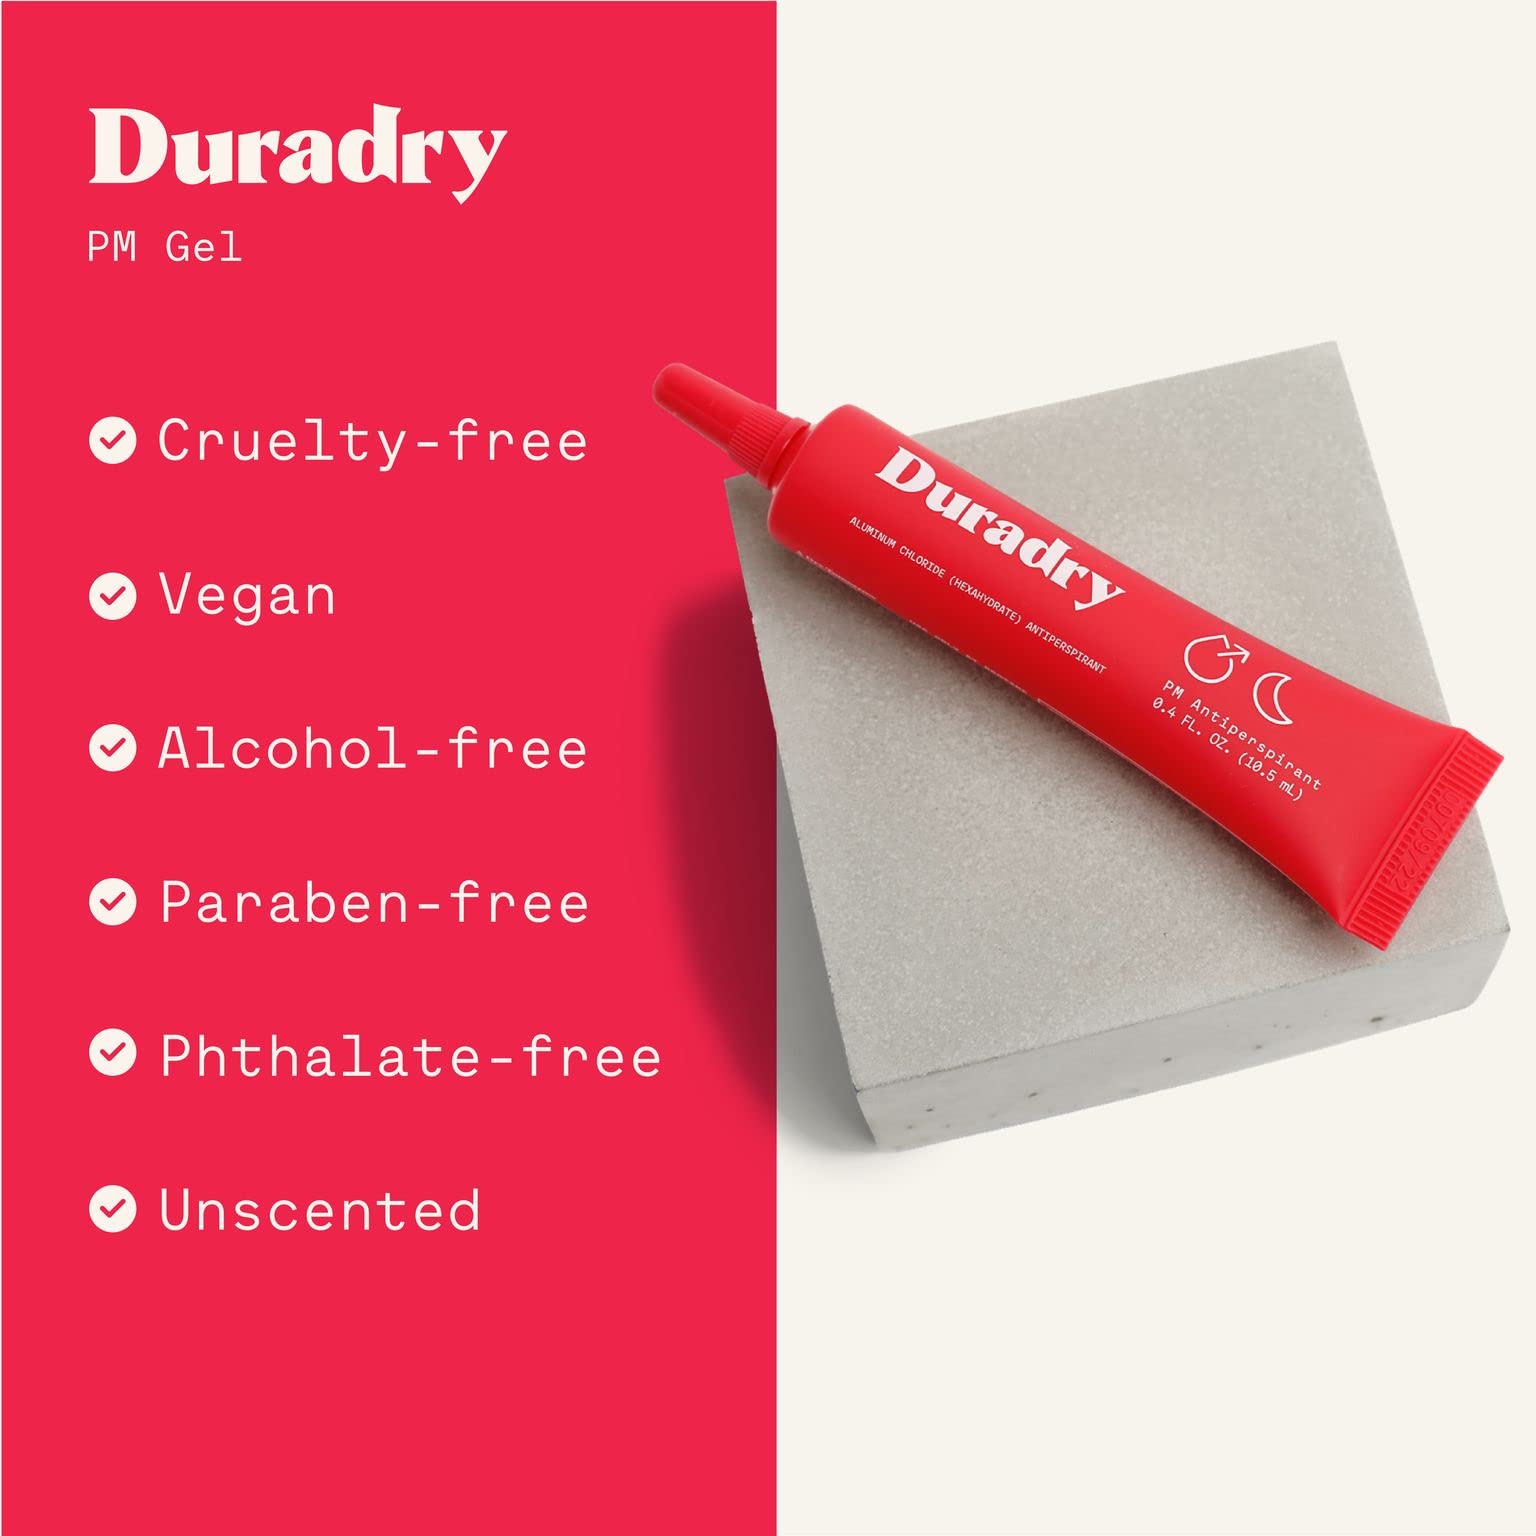 Duradry
PM Gel
Cruelty-free
Vegan
Alcohol-free
Paraben-free
Phthalate-free
Unscented
Duradry
ALUMINUM CHLORIDE (HEXAHYDRATE) ANTIPERSPIRANT
PM Antiperspirant
0.4 FL. OZ. (10.5 mL)